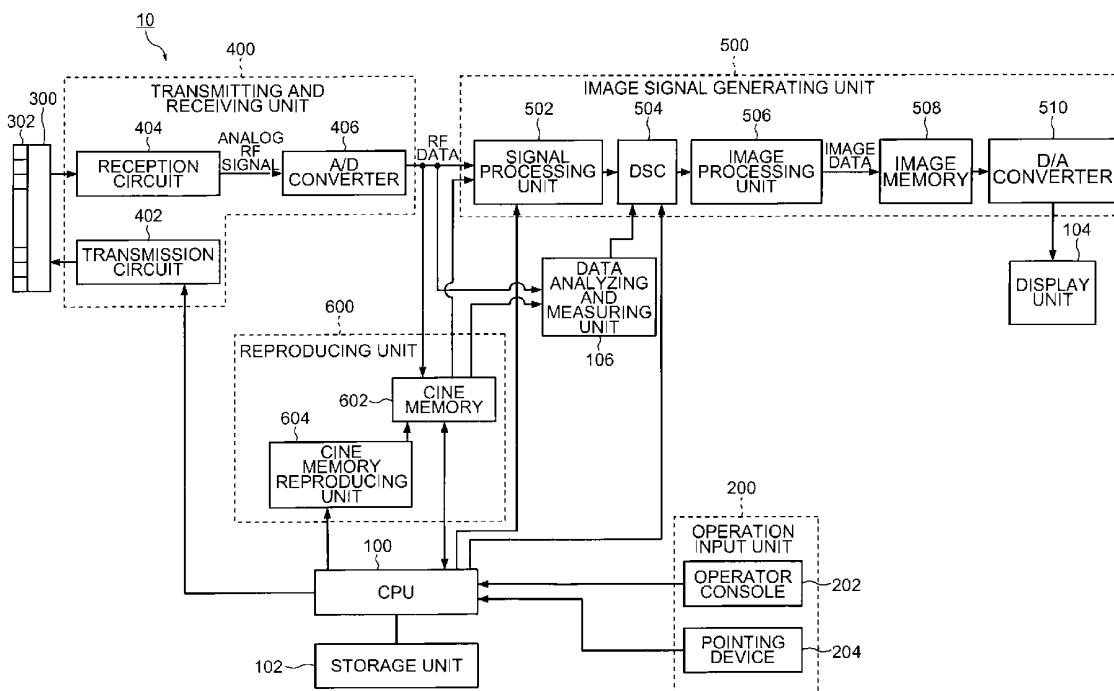 10
400
TRANSMITTING AND
RECEIVING UNIT
302
300
404
RECEPTION
CIRCUIT
ANALOG
RF
SIGNAL
406
A/D
CONVERTER
402
TRANSMISSION
CIRCUIT
RF
DATA
500
IMAGE SIGNAL GENERATING UNIT
502
SIGNAL
PROCESSING
UNIT
504
DSC
506
IMAGE
PROCESSING
UNIT
IMAGE
DATA
508
IMAGE
MEMORY
510
D/A
CONVERTER
104
DISPLAY
UNIT
DATA
ANALYZING
AND
MEASURING
UNIT
106
600
REPRODUCING UNIT
602
CINE
MEMORY
604
CINE
MEMORY
REPRODUCING
UNIT
100
CPU
102
STORAGE UNIT
200
OPERATION
INPUT UNIT
OPERATOR
CONSOLE
202
POINTING
DEVICE
204